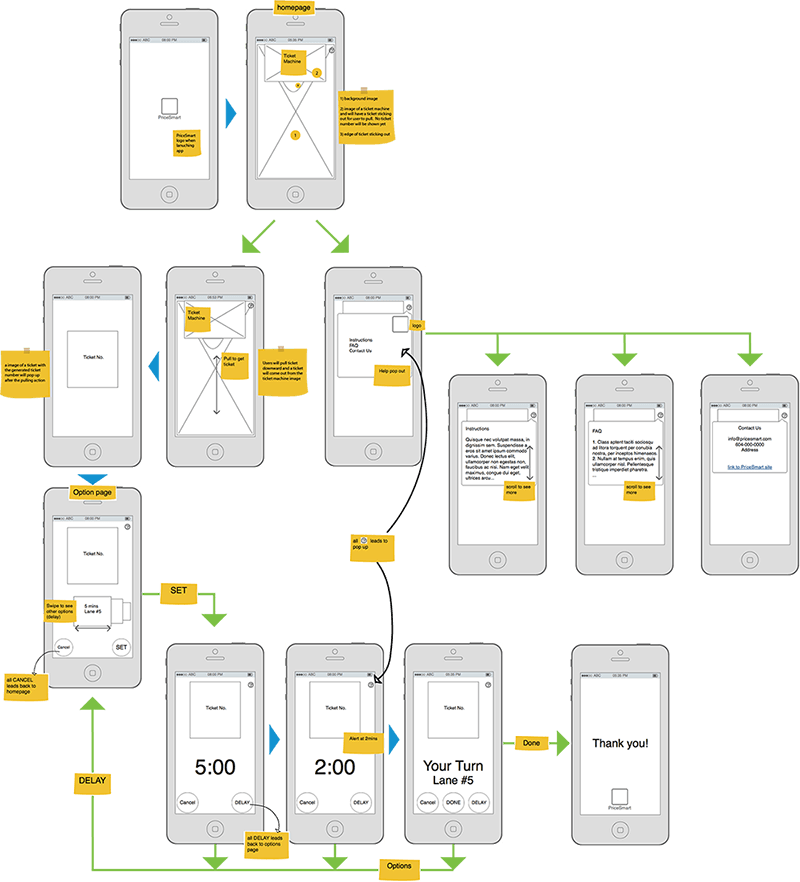 homepage
●●●○○ ABC 08:00 PM
●●●○○ ABC 08:00 PM
Ticket
Machine
2
3
1
PriceSmart
PriceSmart
logo when
lanuching
app
1) background image
2) image of a ticket machine
and will have a ticket sticking
out for user to pull. No ticket
number will be shown yet
3) edge of ticket sticking out
●●●○○ ABC 08:00 PM
●●●○○ ABC 08:00 PM
●●●○○ ABC 08:00 PM
?
Ticket
Machine
logo
Ticket No.
Pull to get
ticket
Instructions
FAQ
Contact Us
a image of a ticket with
the generated ticket
number will pop up
after the pulling action
Users will pull ticket
downward and a ticket
will come out from the
ticket machine image
Help pop out
●●●○○ ABC 08:00 PM
●●●○○ ABC 08:00 PM
●●●○○ ABC 08:00 PM
Instructions
Quisque nec volutpat massa, in
dignissim sem. Suspendisse a
eros sit amet ipsum commodo
varius. Donec lectus elit,
ullamcorper non egestas non,
faucibus ac nisl. Nam eget velit
maximus, congue dui eget,
ultrices arcu...
scroll to see
more
FAQ
1. Class aptent taciti sociosqu
ad litora torquent per conubia
nostra, per inceptos himenaeos.
2. Nullam at tempus enim, quis
ullamcorper nisl. Pellentesque
tristique imperdiet pharetra.
...
scroll to see
more
Contact Us
info@pricesmart.com
604-000-0000
Address
link to PriceSmart site
Option page
●●●○○ ABC 08:00 PM
?
Ticket No.
Swipe to see
other options
(delay)
5 mins
Lane #5
Cancel
SET
SET
all ? leads to
pop up
all CANCEL
leads back to
homepage
●●●○○ ABC 08:00 PM
●●●○○ ABC 08:00 PM
●●●○○ ABC 08:00 PM
●●●○○ ABC 08:00 PM
Ticket No.
Ticket No.
Ticket No.
Alert at 2mins
Done
5:00
2:00
Your Turn
Lane #5
Thank you!
DELAY
Cancel
DELAY
Cancel
DELAY
Cancel
DONE
DELAY
PriceSmart
all DELAY leads
back to options
page
Options